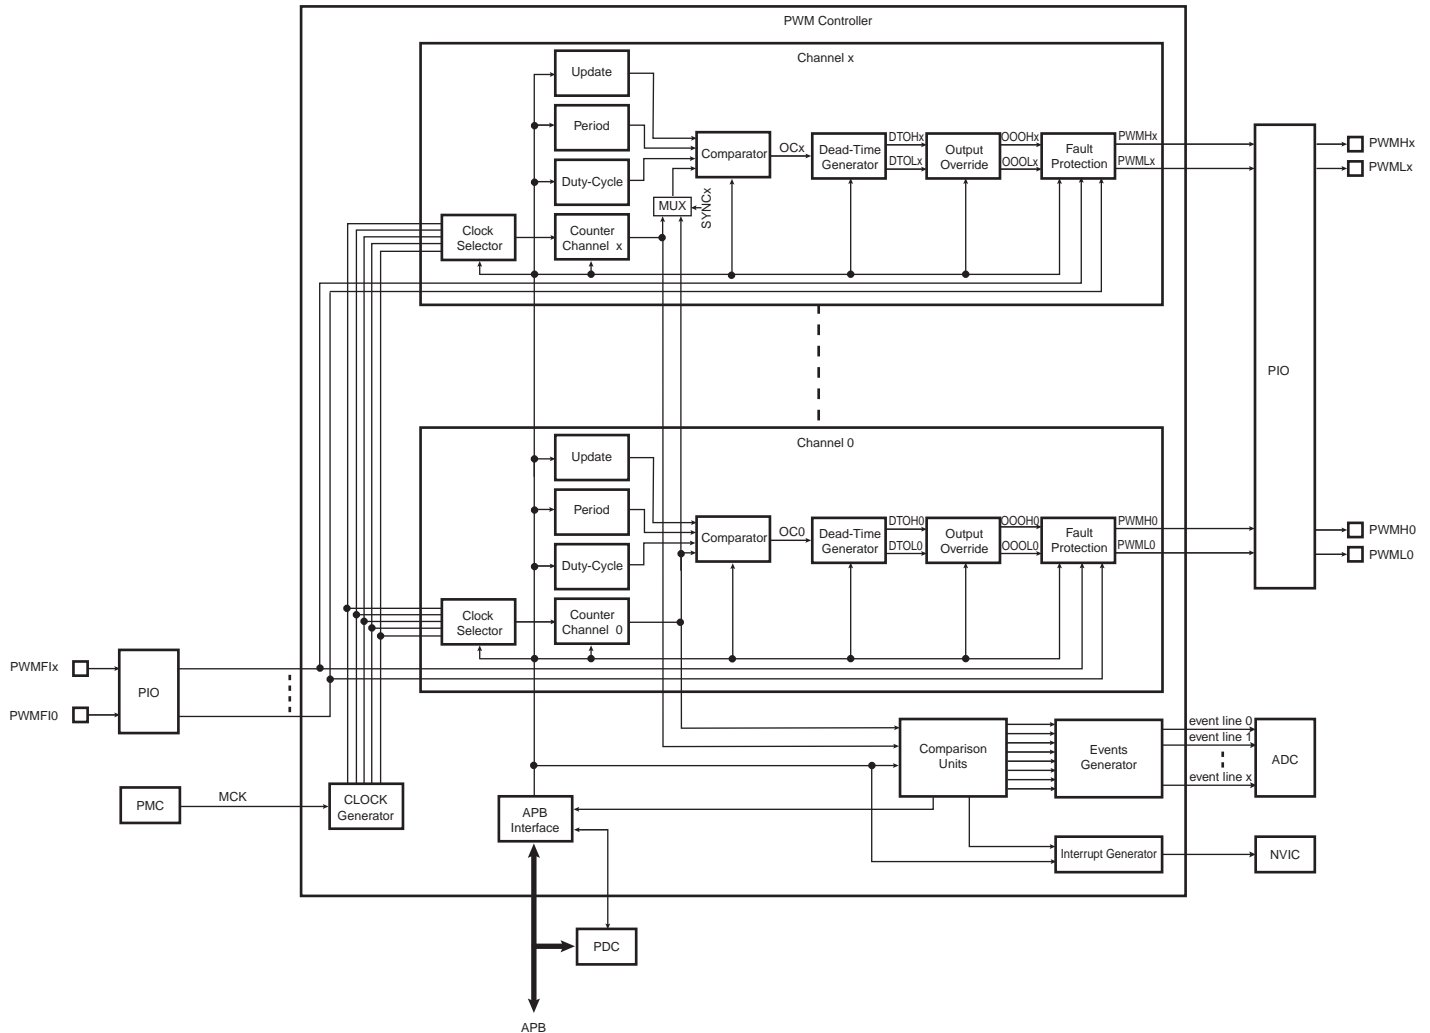 PWM Controller
Channel x
Update
Period
Comparator
OCx
Dead-Time
Generator
DTOHx
DTOLx
Output
Override
OOOHx
OOOLx
Fault
Protection
PWMHx
PWMLx
PWMHx
PWMLx
Duty-Cycle
MUX
SYNCx
Clock
Selector
Counter
Channel x
PIO
Channel 0
Update
Period
Comparator
OC0
Dead-Time
Generator
DTOH0
DTOL0
Output
Override
OOOH0
OOOL0
Fault
Protection
PWMH0
PWML0
PWMH0
PWML0
Duty-Cycle
Clock
Selector
Counter
Channel 0
PWMFIx
PIO
PWMFI0
Comparison
Units
Events
Generator
event line 0
event line 1
event line x
ADC
PMC
MCK
CLOCK
Generator
APB
Interface
Interrupt Generator
NVIC
PDC
APB